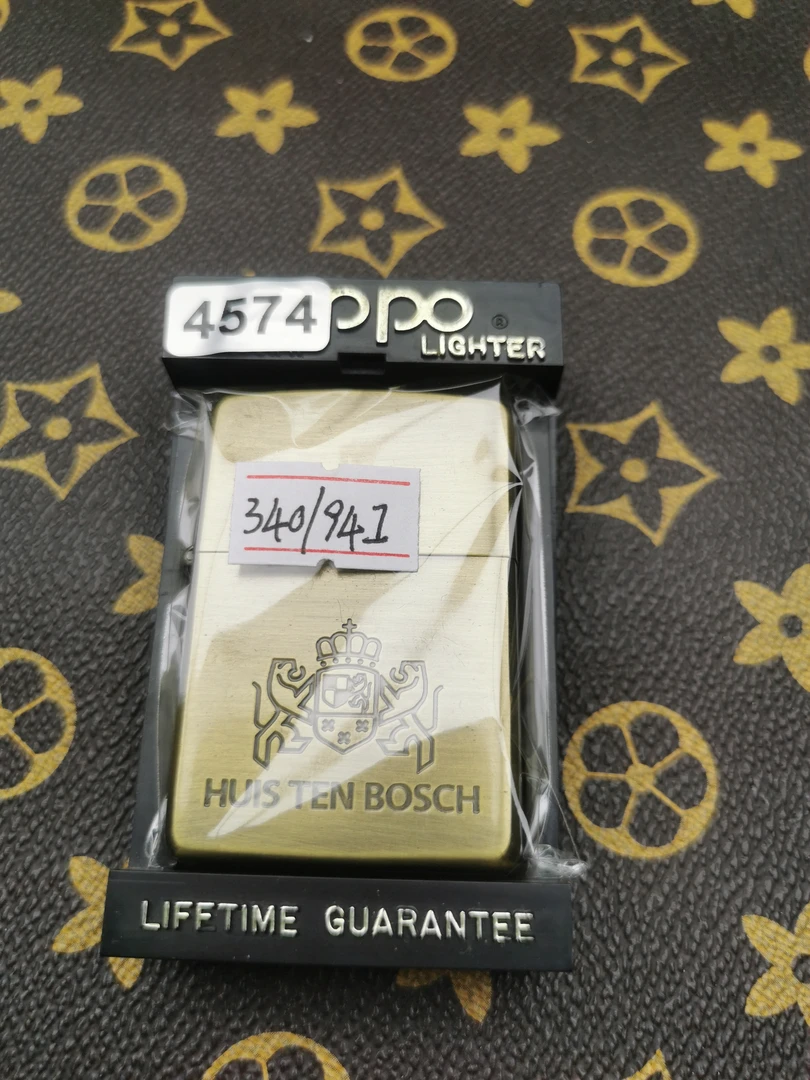 4574
ppo ®
LIGHTER
340/941
HUIS TEN BOSCH
LIFETIME GUARANTEE